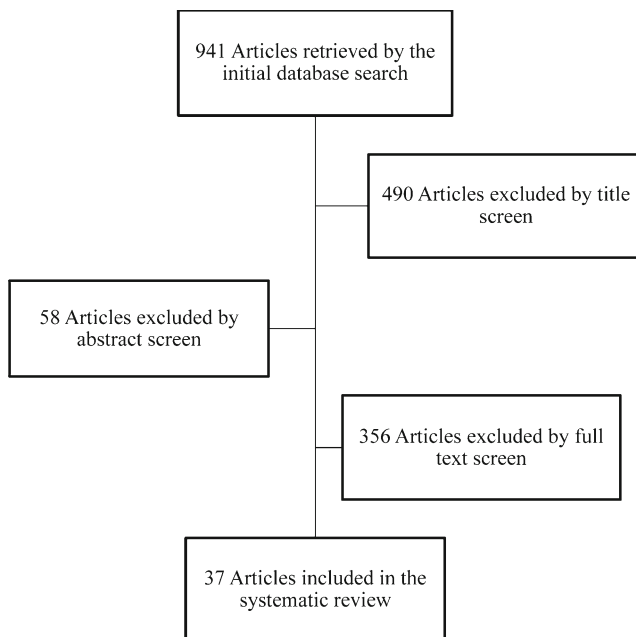 941 Articles retrieved by the
initial database search
490 Articles excluded by title
screen
58 Articles excluded by
abstract screen
356 Articles excluded by full
text screen
37 Articles included in the
systematic review